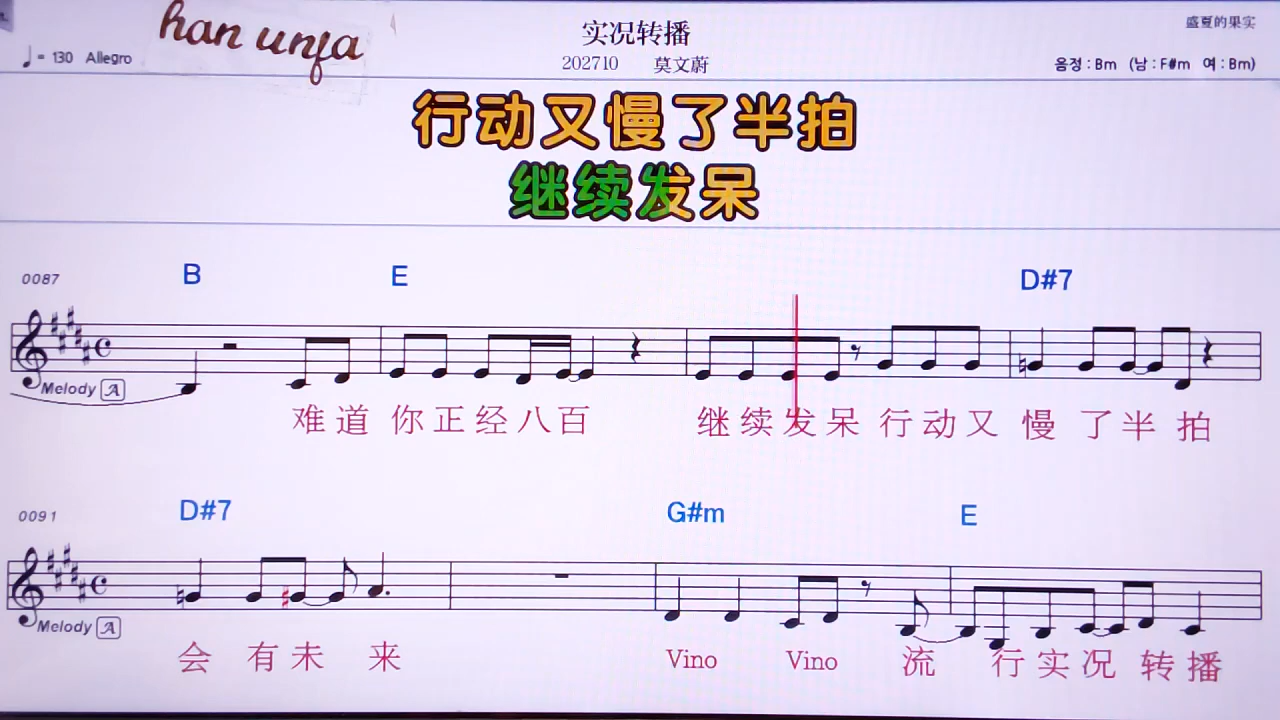 han unja
实况转播
盛夏的果实
♩= 130 Allegro
202710 莫文蔚
음정 : Bm (남 : F#m 여 : Bm)
行动又慢了半拍
继续发呆
0087
B E D#7
Melody A
难道 你正经八百 继续发呆 行动又 慢 了半 拍
0091
D#7 G#m E
Melody A
会 有未 来 Vino Vino 流 行实况 转播